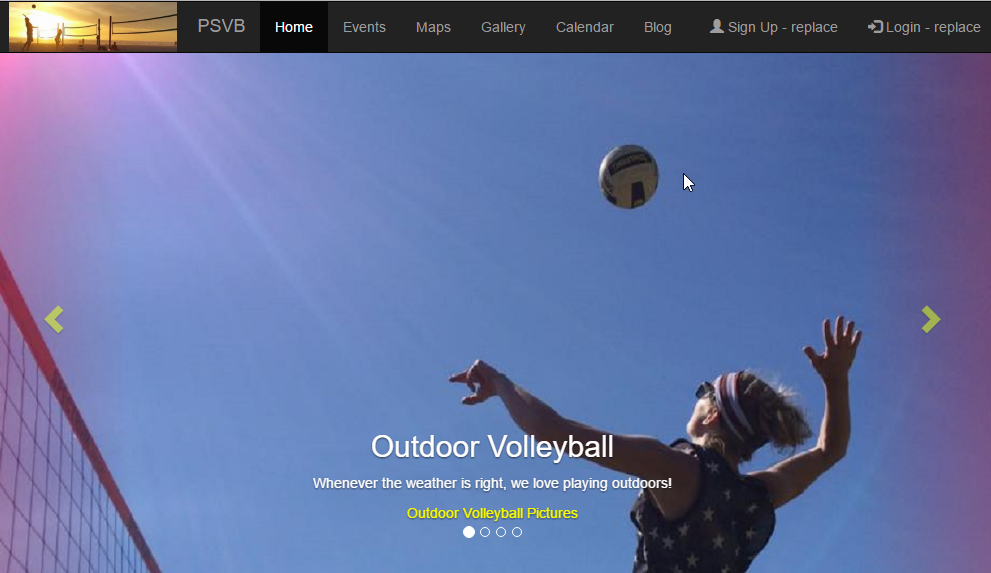 PSVB Home Events Maps Gallery Calendar Blog Sign Up - replace Login - replace
Outdoor Volleyball
Whenever the weather is right, we love playing outdoors!
Outdoor Volleyball Pictures